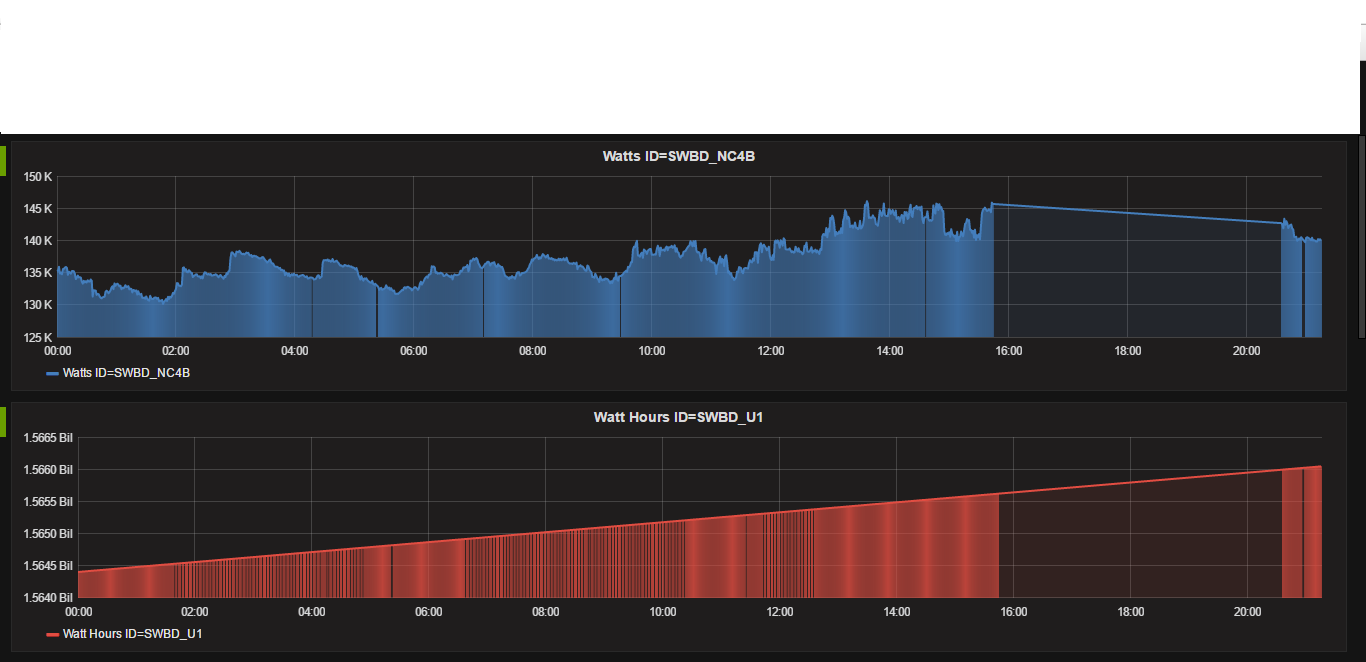 Watts ID=SWBD_NC4B
150 K
145 K
140 K
135 K
130 K
125 K
00:00 02:00 04:00 06:00 08:00 10:00 12:00 14:00 16:00 18:00 20:00
Watts ID=SWBD_NC4B
Watt Hours ID=SWBD_U1
1.5665 Bil
1.5660 Bil
1.5655 Bil
1.5650 Bil
1.5645 Bil
1.5640 Bil
00:00 02:00 04:00 06:00 08:00 10:00 12:00 14:00 16:00 18:00 20:00
Watt Hours ID=SWBD_U1